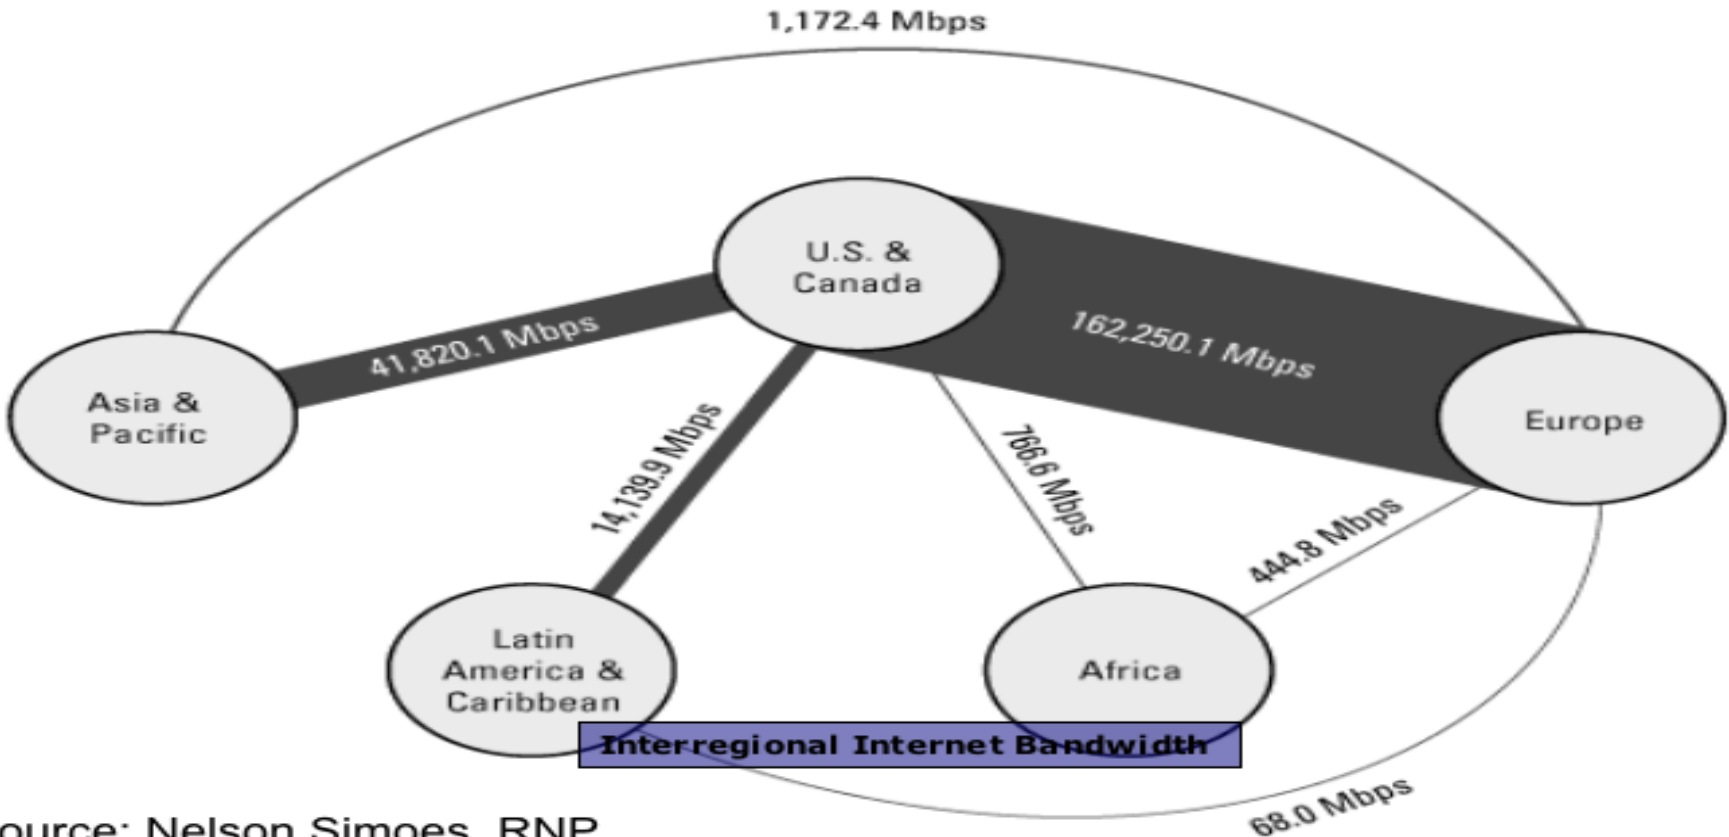 1,172.4 Mbps
U.S. &
Canada
162,250.1 Mbps
41,820.1 Mbps
Asia &
Pacific
Europe
14,139.9 Mbps
766.6 Mbps
444.8 Mbps
Latin
America &
Caribbean
Africa
Interregional Internet Bandwidth
68.0 Mbps
ource: Nelson Simoes, RNP